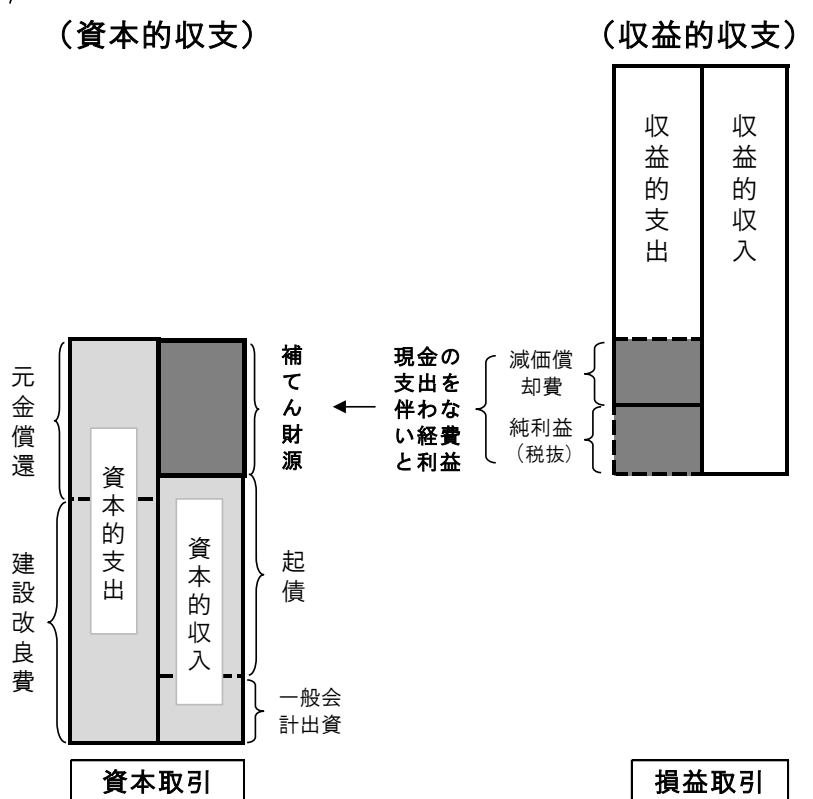 （資本的収支）
（収益的収支）
収益的支出
収益的収入
元金償還
建設改良費
資本的支出
資本的収入
補てん財源
起債
一般会
計出資
現金の
支出を
伴わな
い経費
と利益
減価償
却費
純利益
（税抜）
資本取引
損益取引